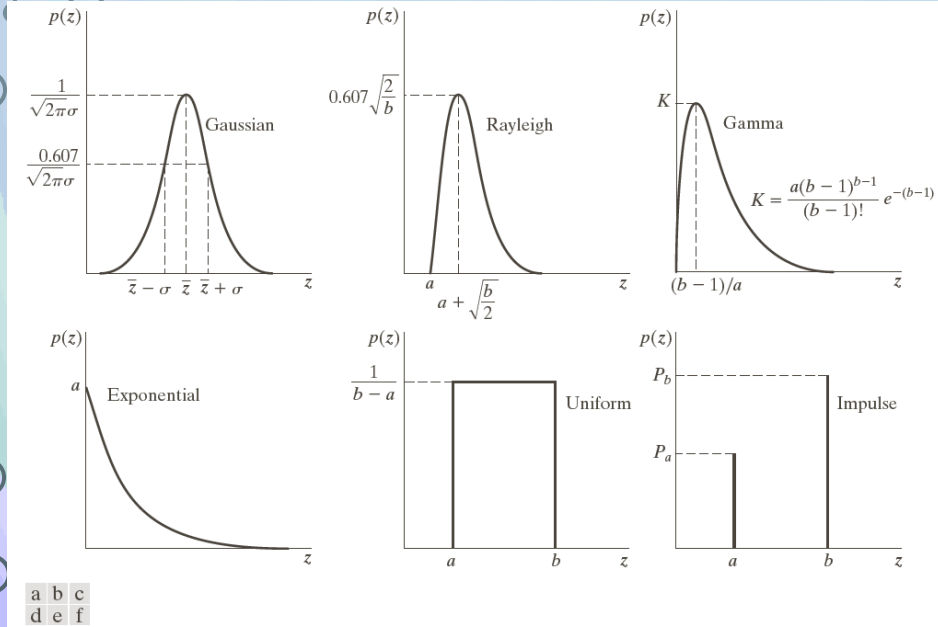 p(z)
1
√2πσ
0.607
√2πσ
Gaussian
z̄ − σ z̄ z̄ + σ
z
p(z)
0.607 √2/b
Rayleigh
a
a + √b/2
z
p(z)
K
Gamma
K = a(b − 1)^{b−1} / (b − 1)! e^{−(b−1)}
(b − 1)/a
z
p(z)
a
Exponential
z
p(z)
1
b − a
Uniform
a b z
p(z)
P_b
P_a
Impulse
a b z
a b c
d e f